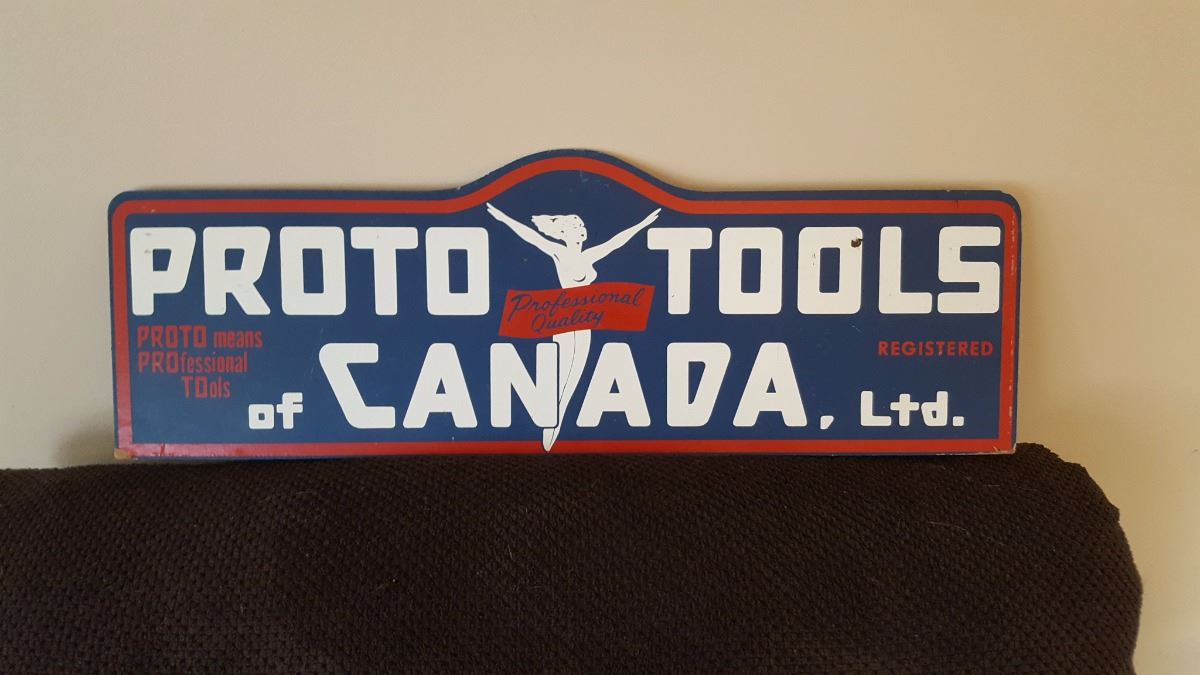 PROTO TOOLS
Professional
Quality
PROTO means
PROfessional
TOols
REGISTERED
of CANADA, Ltd.